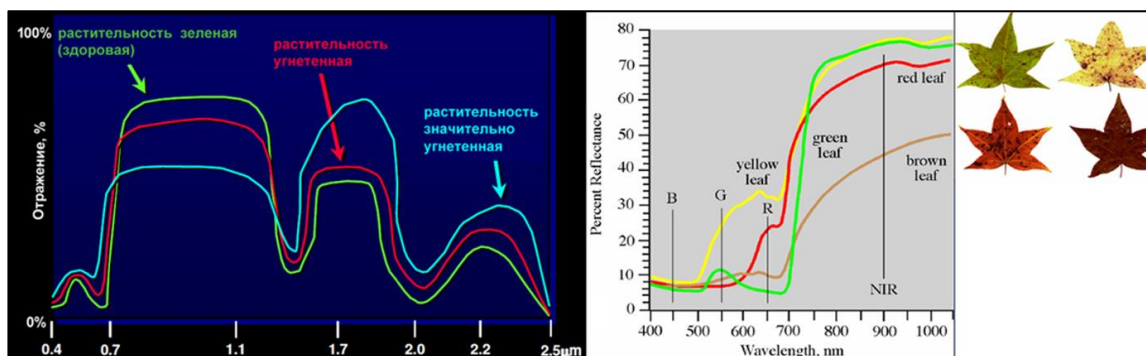 100%
растительность зеленая
(здоровая)
растительность
угнетенная
растительность
значительно
угнетенная
Отражение, %
0%
0.4
0.7
1.1
1.7
2.0
2.2
2.5μm
80
70
60
50
40
30
20
10
0
Percent Reflectance
red leaf
green
leaf
yellow
leaf
brown
leaf
B
G
R
NIR
400
500
600
700
800
900
1000
Wavelength, nm